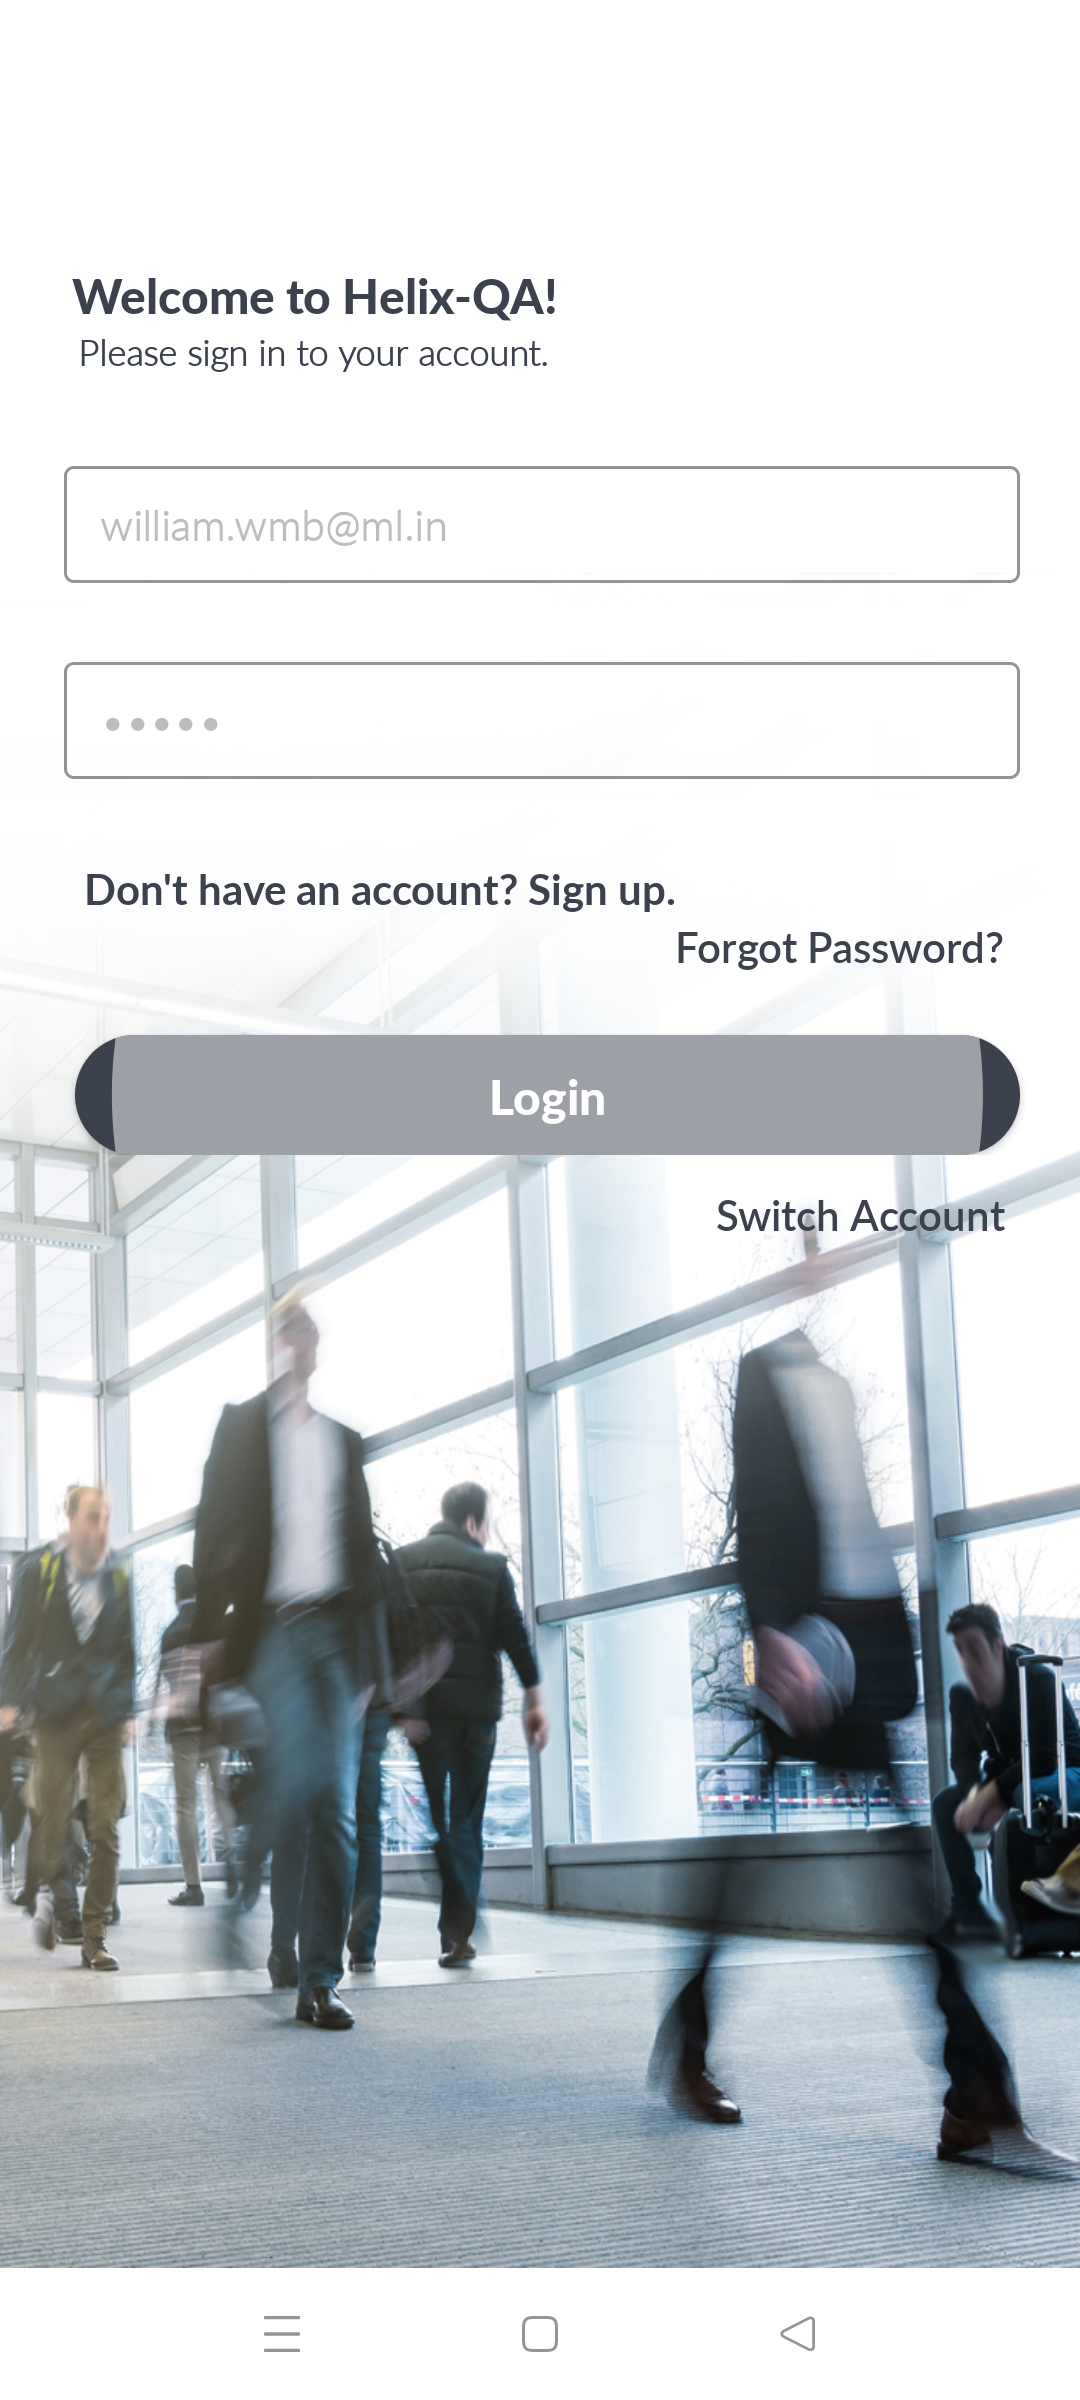 Welcome to Helix-QA!
Please sign in to your account.
william.wmb@ml.in
•••••
Don't have an account? Sign up.
Forgot Password?
Login
Switch Account